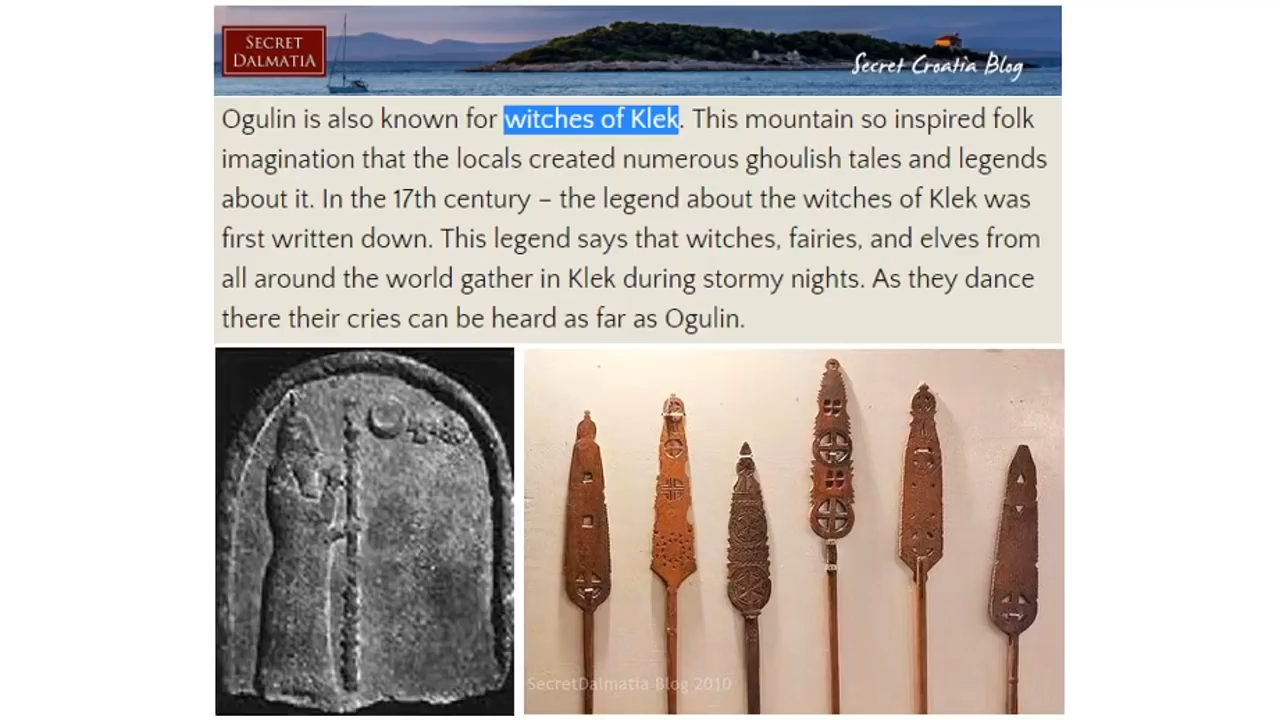 SECRET
DALMATIA
Secret Croatia Blog
Ogulin is also known for witches of Klek. This mountain so inspired folk
imagination that the locals created numerous ghoulish tales and legends
about it. In the 17th century – the legend about the witches of Klek was
first written down. This legend says that witches, fairies, and elves from
all around the world gather in Klek during stormy nights. As they dance
there their cries can be heard as far as Ogulin.
SecretDalmatia Blog 2010